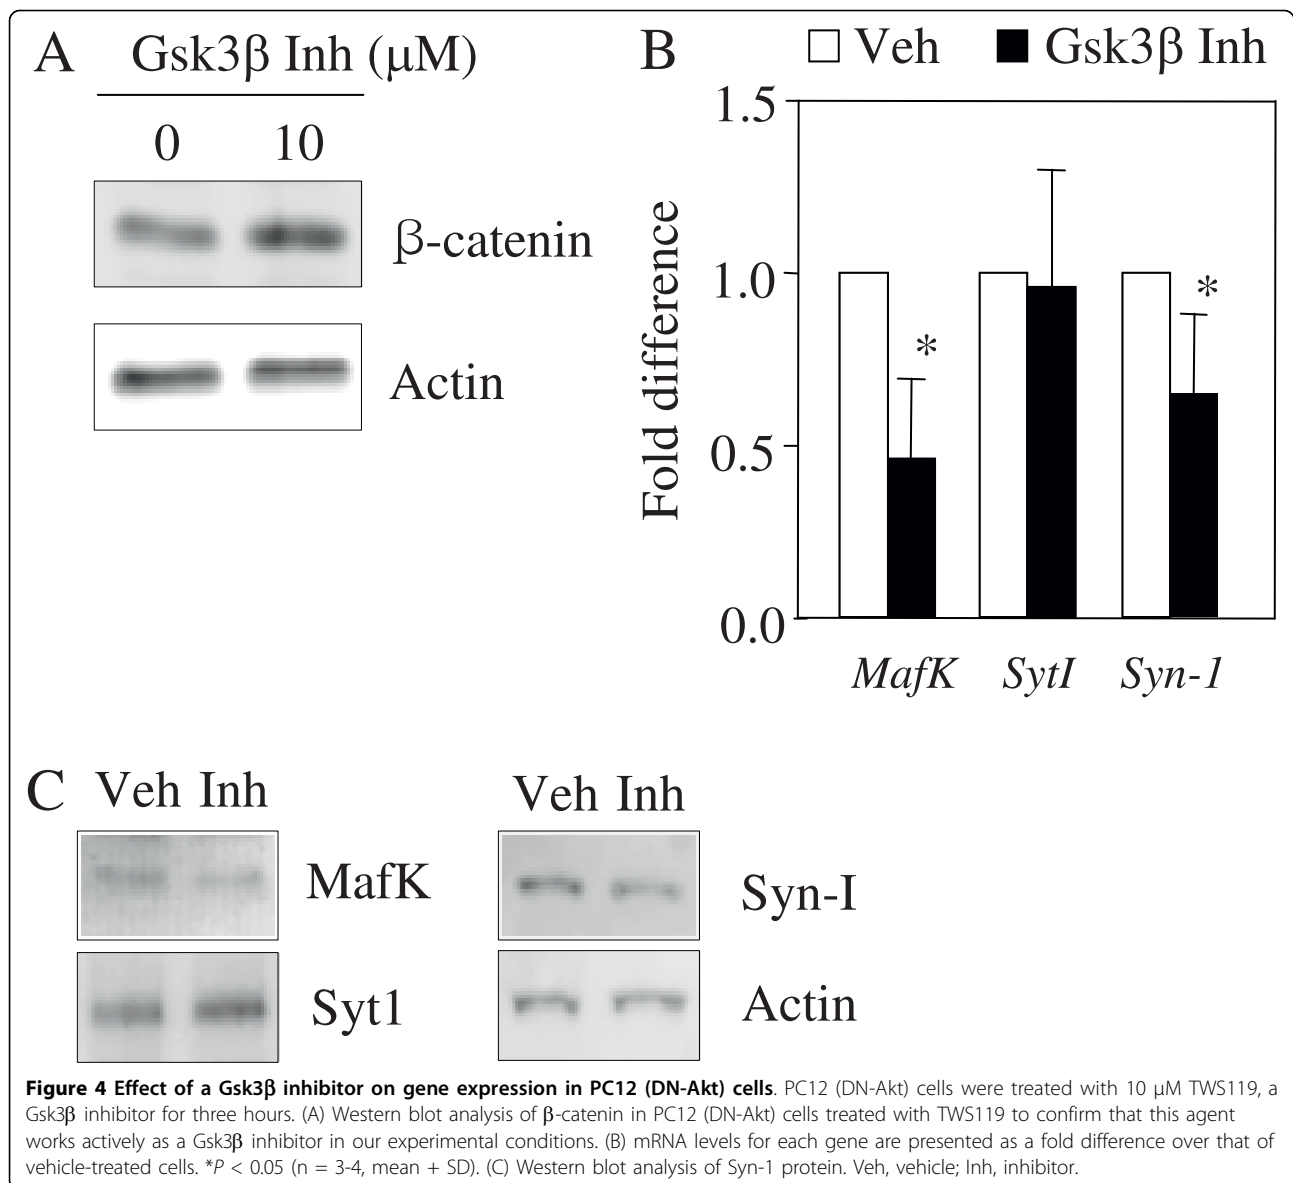 A
Gsk3β Inh (μM)
0 10
β-catenin
Actin
B
Veh Gsk3β Inh
Fold difference
1.5
1.0
0.5
0.0
*
*
MafK SytI Syn-1
C
Veh Inh
MafK
Syt1
Veh Inh
Syn-I
Actin
Figure 4 Effect of a Gsk3β inhibitor on gene expression in PC12 (DN-Akt) cells. PC12 (DN-Akt) cells were treated with 10 μM TWS119, a
Gsk3β inhibitor for three hours. (A) Western blot analysis of β-catenin in PC12 (DN-Akt) cells treated with TWS119 to confirm that this agent
works actively as a Gsk3β inhibitor in our experimental conditions. (B) mRNA levels for each gene are presented as a fold difference over that of
vehicle-treated cells. *P < 0.05 (n = 3-4, mean + SD). (C) Western blot analysis of Syn-1 protein. Veh, vehicle; Inh, inhibitor.